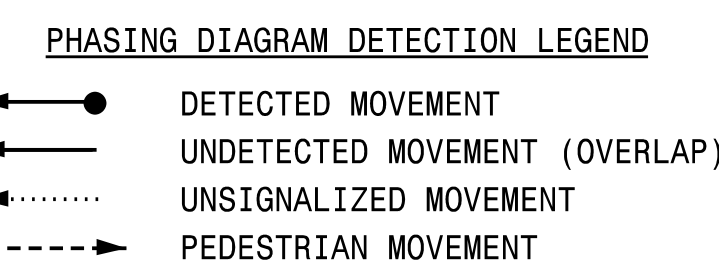 PHASING DIAGRAM DETECTION LEGEND
DETECTED MOVEMENT
UNDETECTED MOVEMENT (OVERLAP)
UNSIGNALIZED MOVEMENT
PEDESTRIAN MOVEMENT